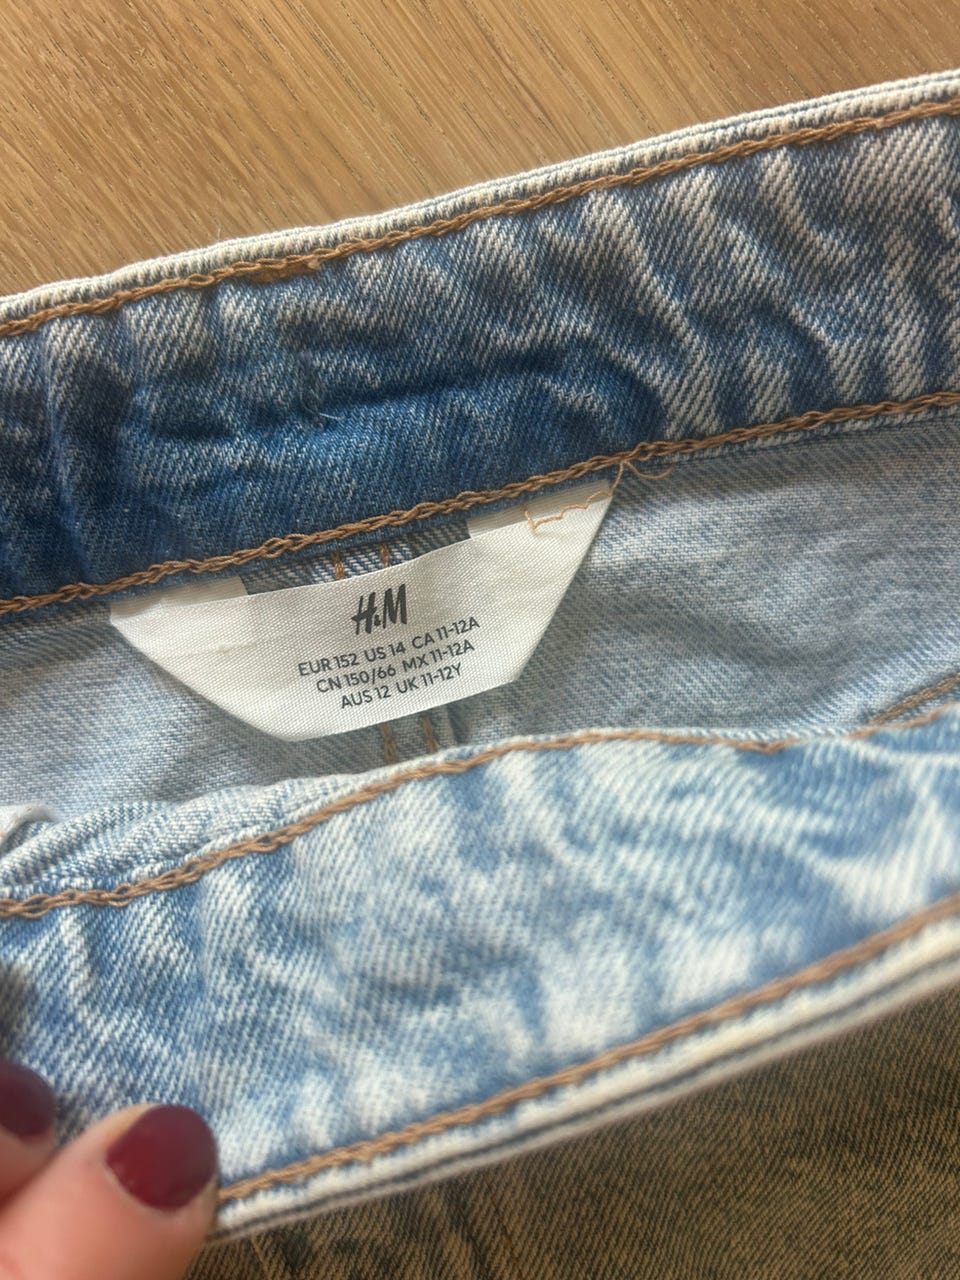 H&M
EUR 152 US 14 CA 11-12A
CN 150/66 MX 11-12A
AUS 12 UK 11-12Y